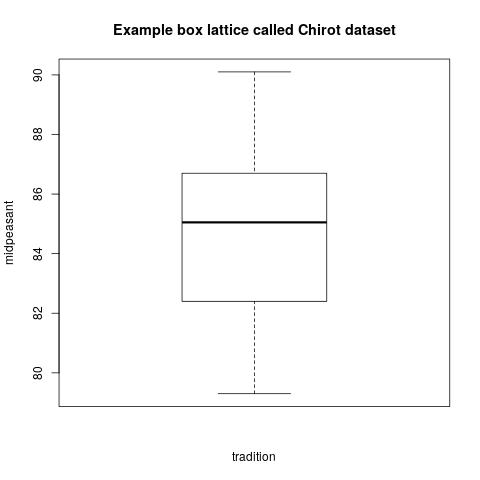 Example box lattice called Chirot dataset
midpeasant
90
88
86
84
82
80
tradition